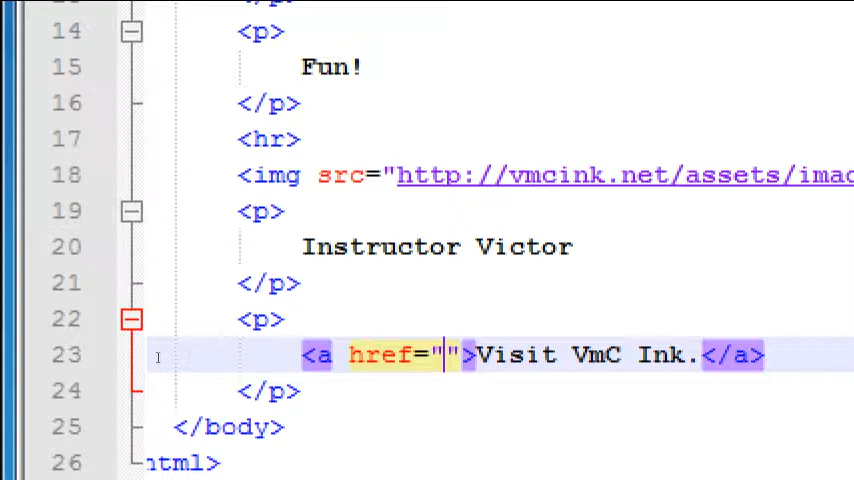 14 <p>
15 Fun!
16 </p>
17 <hr>
18 <img src="http://vmcink.net/assets/imag
19 <p>
20 Instructor Victor
21 </p>
22 <p>
23 <a href="">Visit VmC Ink.</a>
24 </p>
25 </body>
26 html>